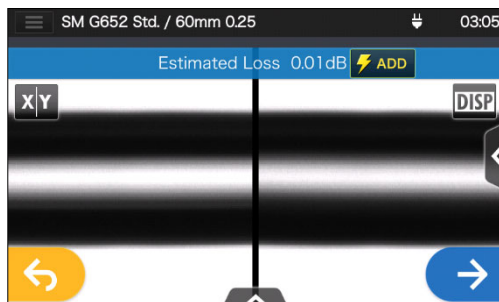 SM G652 Std. / 60mm 0.25 03:05
Estimated Loss 0.01dB ADD
X|Y DISP